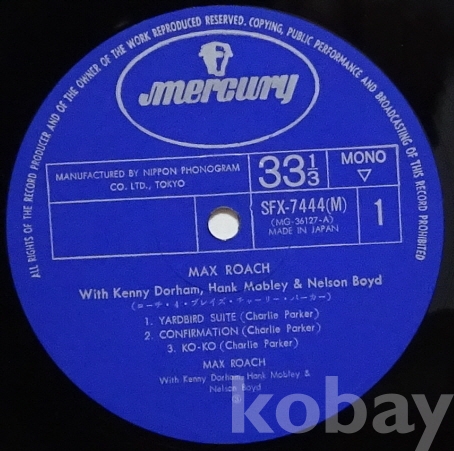 ALL RIGHTS OF THE RECORD PRODUCER AND OF THE OWNER OF THE WORK REPRODUCED RESERVED. COPYING, PUBLIC PERFORMANCE AND BROADCASTING OF THIS RECORD PROHIBITED
mercury
MANUFACTURED BY NIPPON PHONOGRAM
CO. LTD., TOKYO
33 1/3
MONO
▽
SFX-7444(M)
(MG-36127-A)
MADE IN JAPAN
1
MAX ROACH
With Kenny Dorham, Hank Mobley & Nelson Boyd
(ローチ・4・プレイズ・チャーリー・パーカー)
1. YARDBIRD SUITE (Charlie Parker)
2. CONFIRMATION (Charlie Parker)
3. KO-KO (Charlie Parker)
MAX ROACH
With Kenny Dorham, Hank Mobley &
Nelson Boyd
kobay